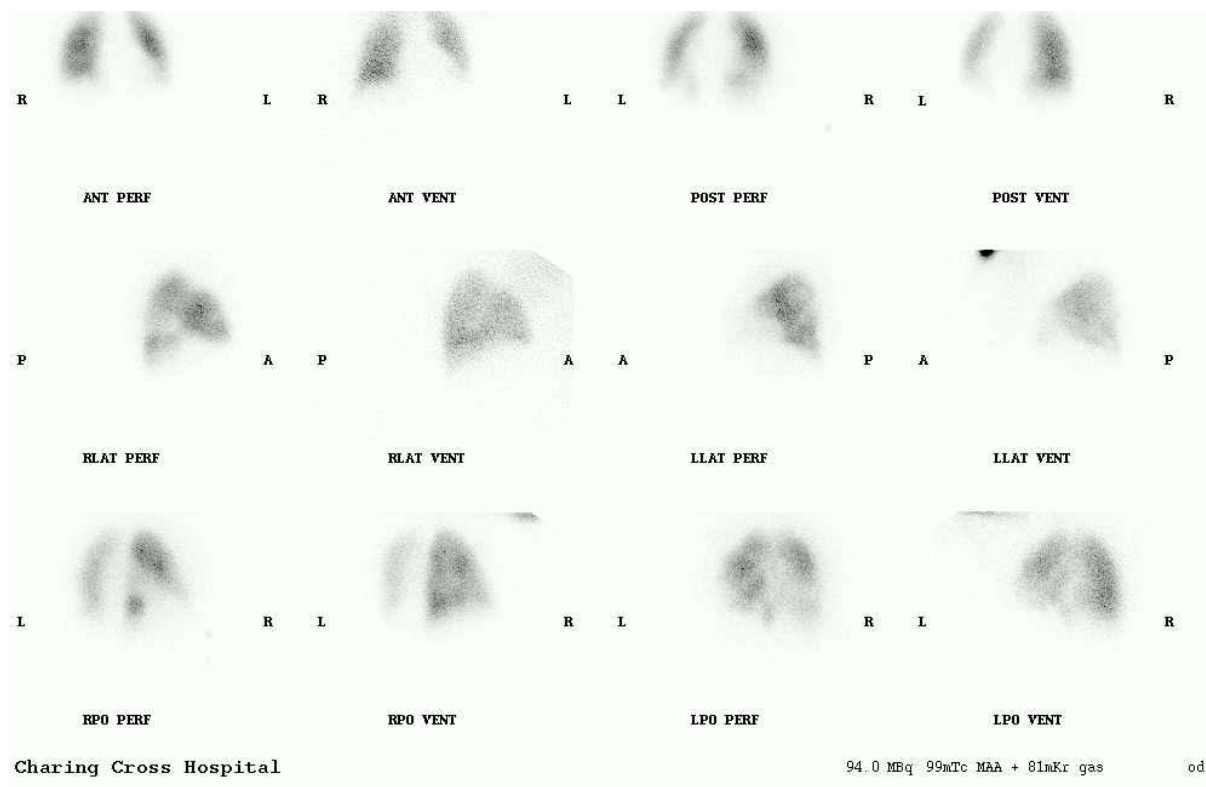 R L R L L R L R
ANT PERF ANT VENT POST PERF POST VENT
P A P A A P A P
RLAT PERF RLAT VENT LLAT PERF LLAT VENT
L R L R L R L R
RPO PERF RPO VENT LPO PERF LPO VENT
Charing Cross Hospital 94.0 MBq 99mTc MAA + 81mKr gas od